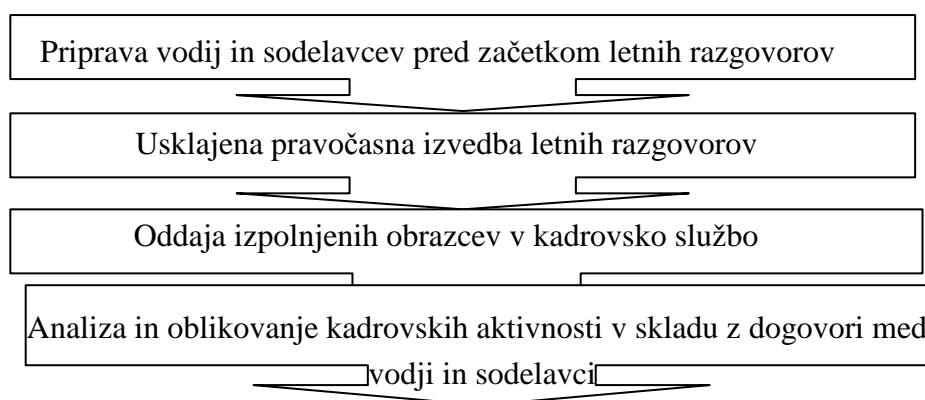 Priprava vodij in sodelavcev pred začetkom letnih razgovorov
Usklajena pravočasna izvedba letnih razgovorov
Oddaja izpolnjenih obrazcev v kadrovsko službo
Analiza in oblikovanje kadrovskih aktivnosti v skladu z dogovori med
vodji in sodelavci